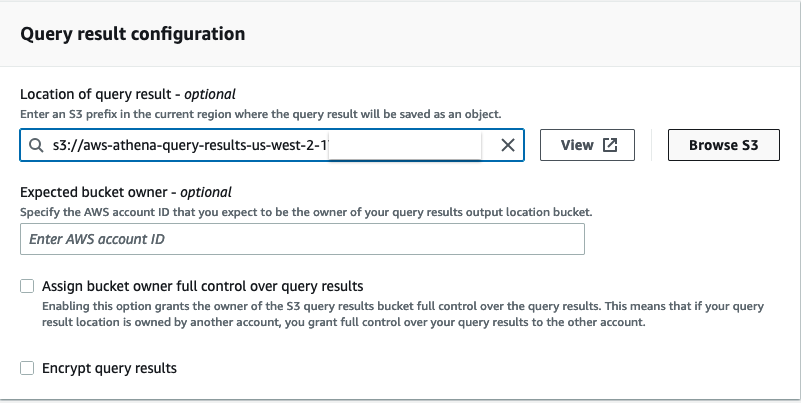 Query result configuration
Location of query result - optional
Enter an S3 prefix in the current region where the query result will be saved as an object.
s3://aws-athena-query-results-us-west-2-1
View
Browse S3
Expected bucket owner - optional
Specify the AWS account ID that you expect to be the owner of your query results output location bucket.
Enter AWS account ID
Assign bucket owner full control over query results
Enabling this option grants the owner of the S3 query results bucket full control over the query results. This means that if your query
result location is owned by another account, you grant full control over your query results to the other account.
Encrypt query results